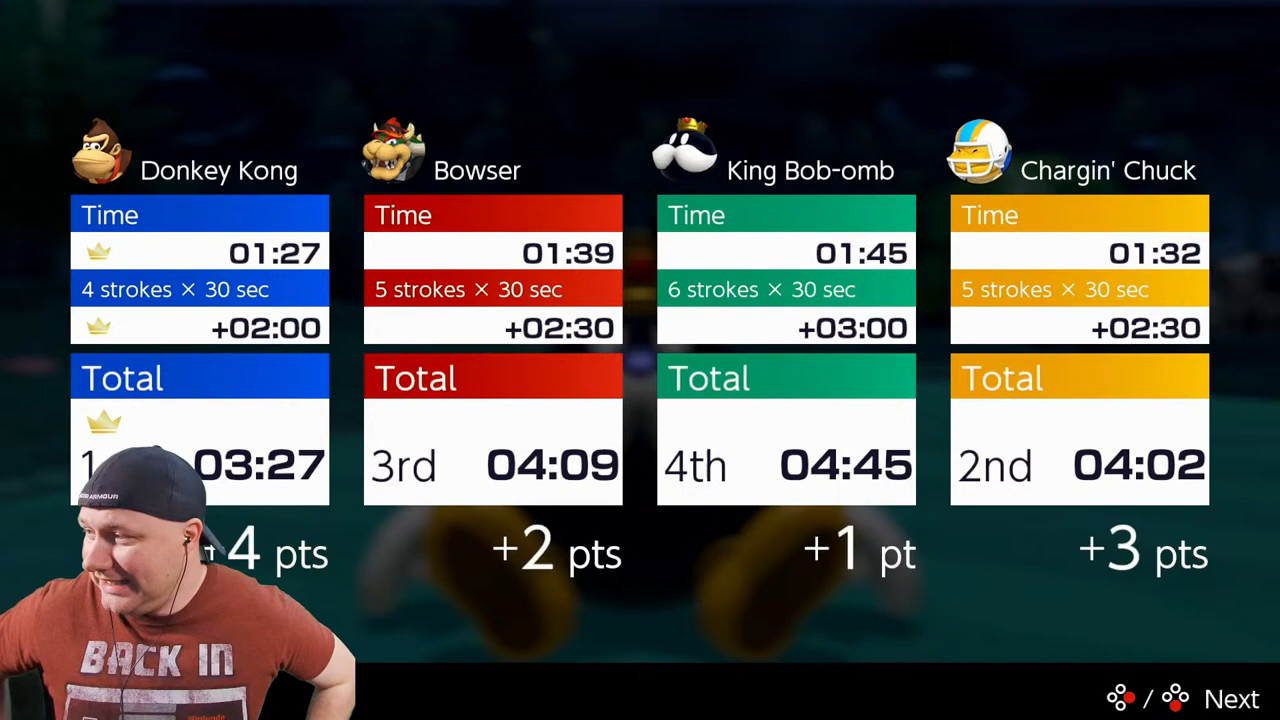 Donkey Kong
Time
01:27
4 strokes × 30 sec
+02:00
Total
03:27
+4 pts
Bowser
Time
01:39
5 strokes × 30 sec
+02:30
Total
3rd 04:09
+2 pts
King Bob-omb
Time
01:45
6 strokes × 30 sec
+03:00
Total
4th 04:45
+1 pt
Chargin' Chuck
Time
01:32
5 strokes × 30 sec
+02:30
Total
2nd 04:02
+3 pts
BACK IN
Nintendo
/ Next